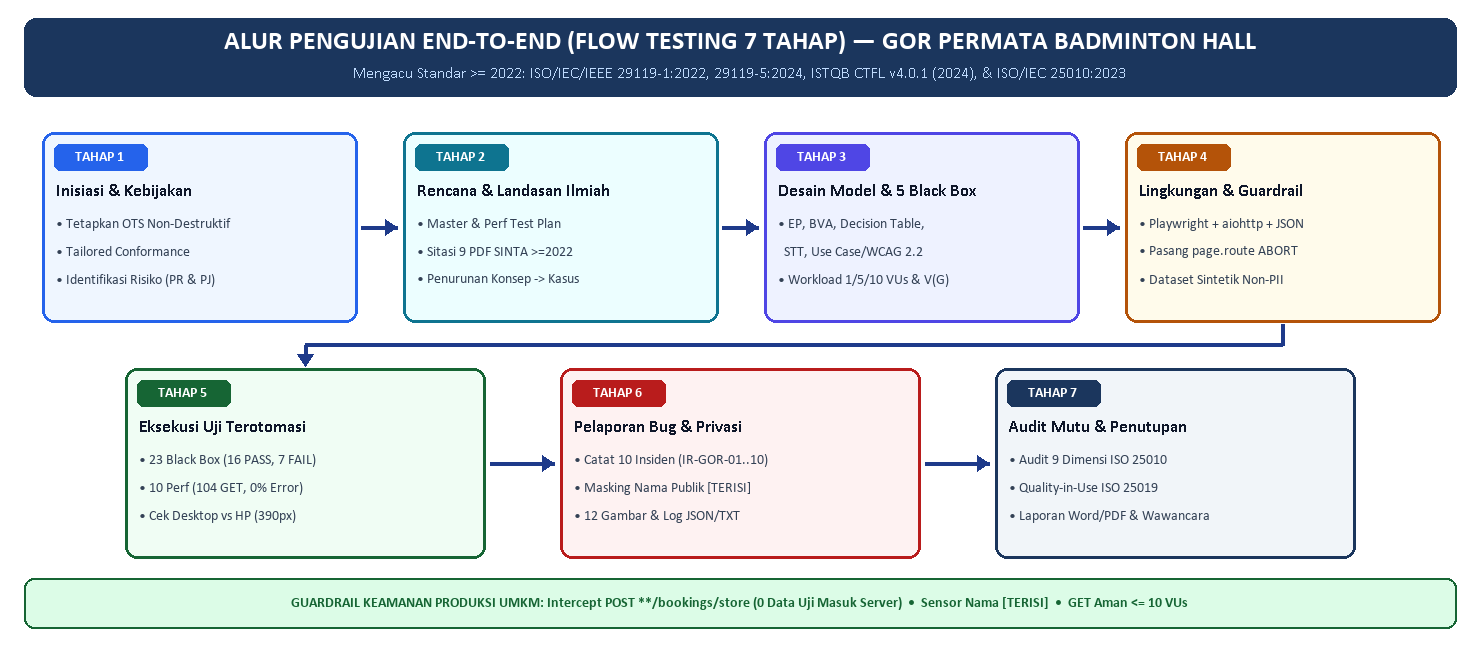 ALUR PENGUJIAN END-TO-END (FLOW TESTING 7 TAHAP) — GOR PERMATA BADMINTON HALL
Mengacu Standar >= 2022: ISO/IEC/IEEE 29119-1:2022, 29119-5:2024, ISTQB CTFL v4.0.1 (2024), & ISO/IEC 25010:2023
TAHAP 1
Inisiasi & Kebijakan
• Tetapkan OTS Non-Destruktif
• Tailored Conformance
• Identifikasi Risiko (PR & PJ)
TAHAP 2
Rencana & Landasan Ilmiah
• Master & Perf Test Plan
• Sitasi 9 PDF SINTA >=2022
• Penurunan Konsep -> Kasus
TAHAP 3
Desain Model & 5 Black Box
• EP, BVA, Decision Table,
STT, Use Case/WCAG 2.2
• Workload 1/5/10 VUs & V(G)
TAHAP 4
Lingkungan & Guardrail
• Playwright + aiohttp + JSON
• Pasang page.route ABORT
• Dataset Sintetik Non-PII
TAHAP 5
Eksekusi Uji Terotomasi
• 23 Black Box (16 PASS, 7 FAIL)
• 10 Perf (104 GET, 0% Error)
• Cek Desktop vs HP (390px)
TAHAP 6
Pelaporan Bug & Privasi
• Catat 10 Insiden (IR-GOR-01..10)
• Masking Nama Publik [TERISI]
• 12 Gambar & Log JSON/TXT
TAHAP 7
Audit Mutu & Penutupan
• Audit 9 Dimensi ISO 25010
• Quality-in-Use ISO 25019
• Laporan Word/PDF & Wawancara
GUARDRAIL KEAMANAN PRODUKSI UMKM: Intercept POST **/bookings/store (0 Data Uji Masuk Server) • Sensor Nama [TERISI] • GET Aman <= 10 VUs